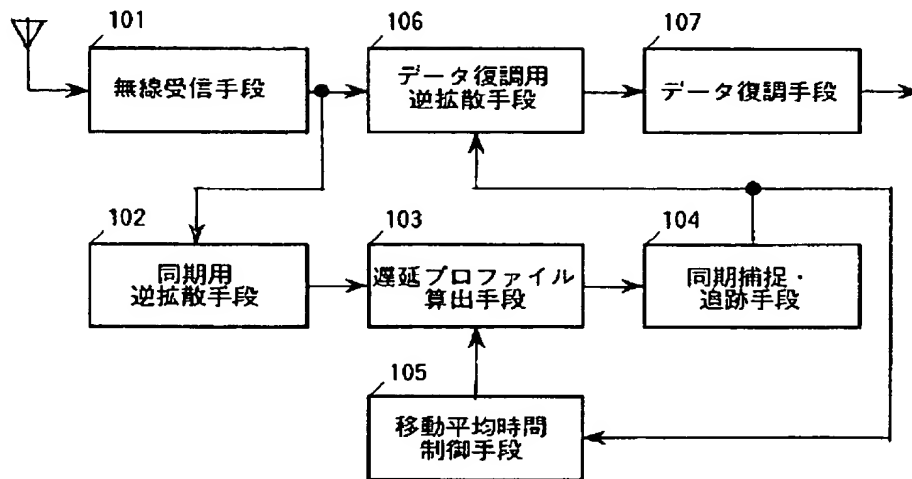 101
無線受信手段
106
データ復調用
逆拡散手段
107
データ復調手段
102
同期用
逆拡散手段
103
遅延プロファイル
算出手段
104
同期捕捉・
追跡手段
105
移動平均時間
制御手段